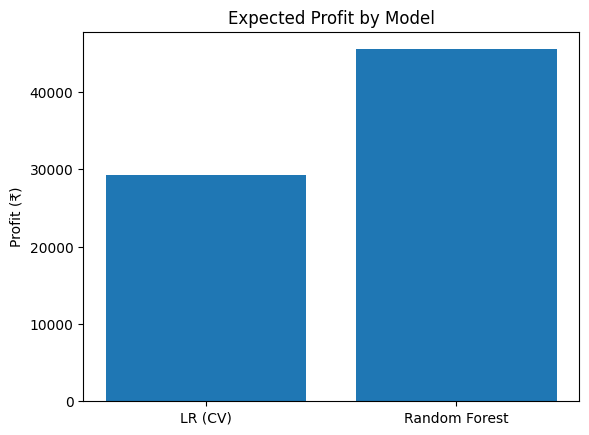 Expected Profit by Model
Profit (₹)
40000
30000
20000
10000
0
LR (CV)
Random Forest